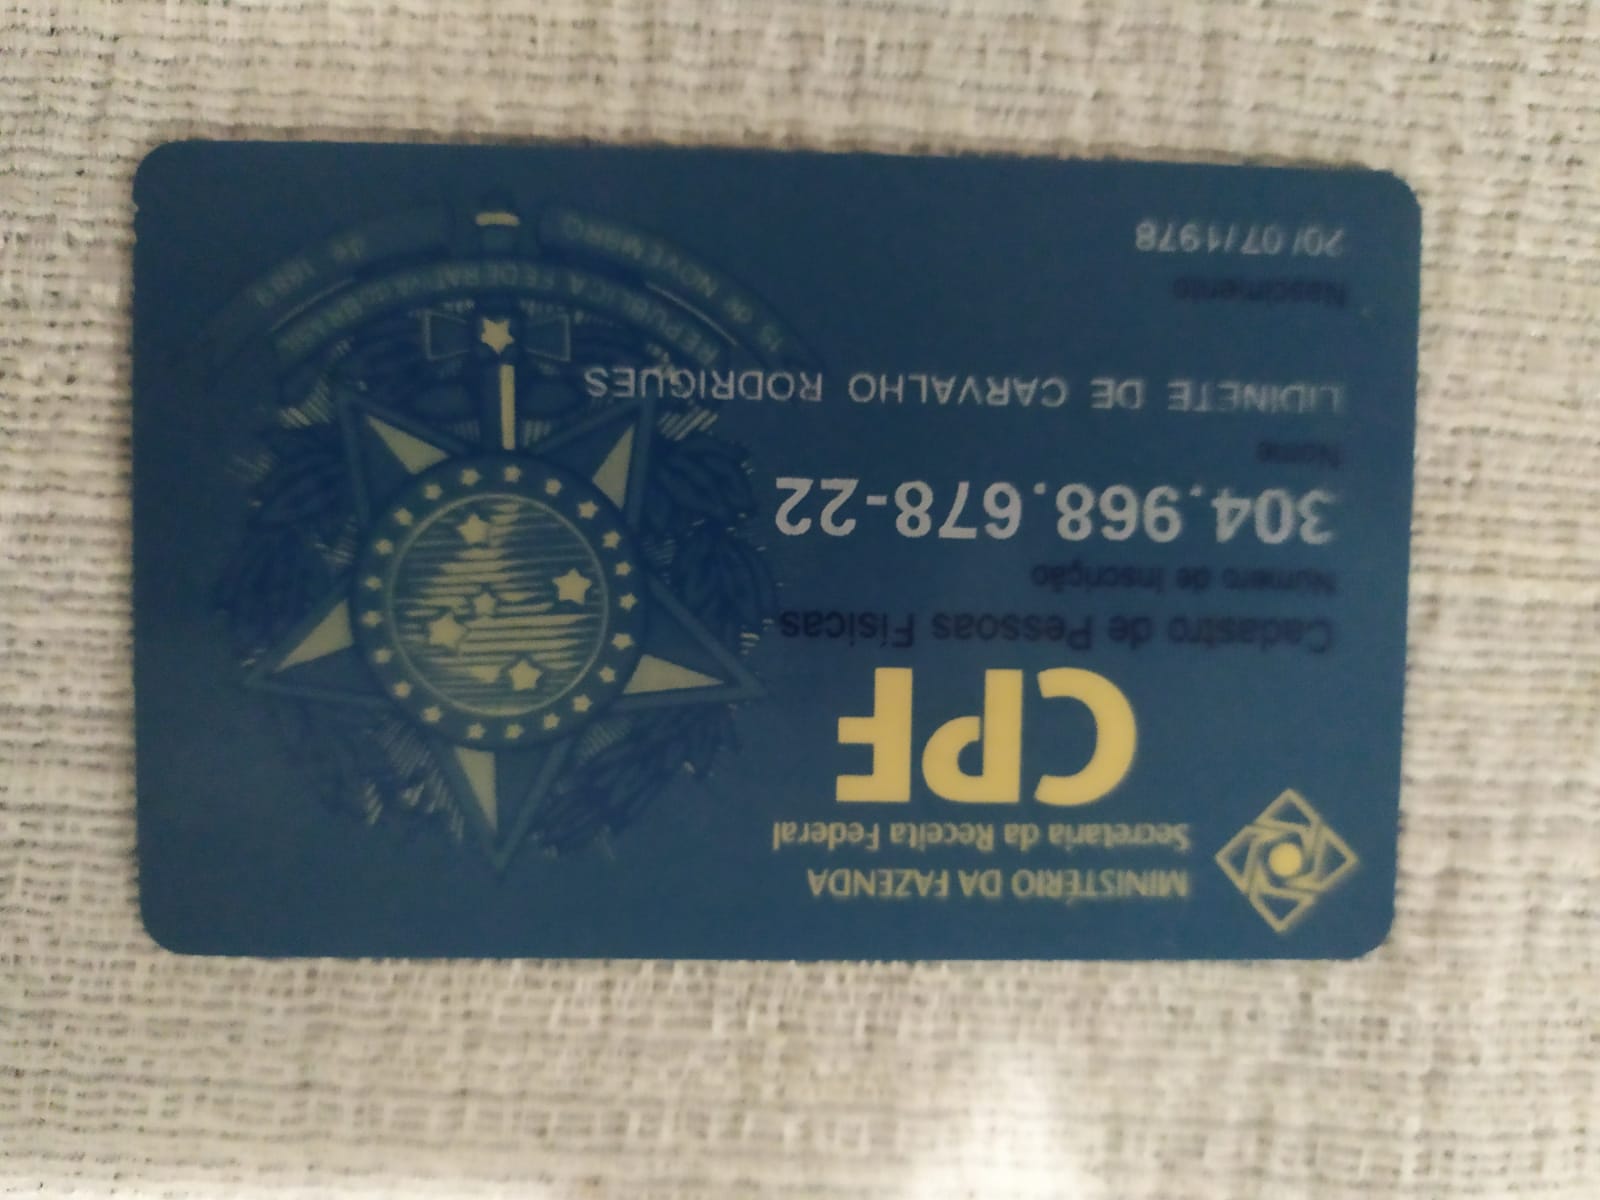 MINISTÉRIO DA FAZENDA
Secretaria da Receita Federal
CPF
Cadastro de Pessoas Físicas
Número de Inscrição
304.968.678-22
Nome
LIDINETE DE CARVALHO RODRIGUES
Nascimento
20/07/1978
REPUBLICA FEDERATIVA DO BRASIL
15 de NOVEMBRO de 1889